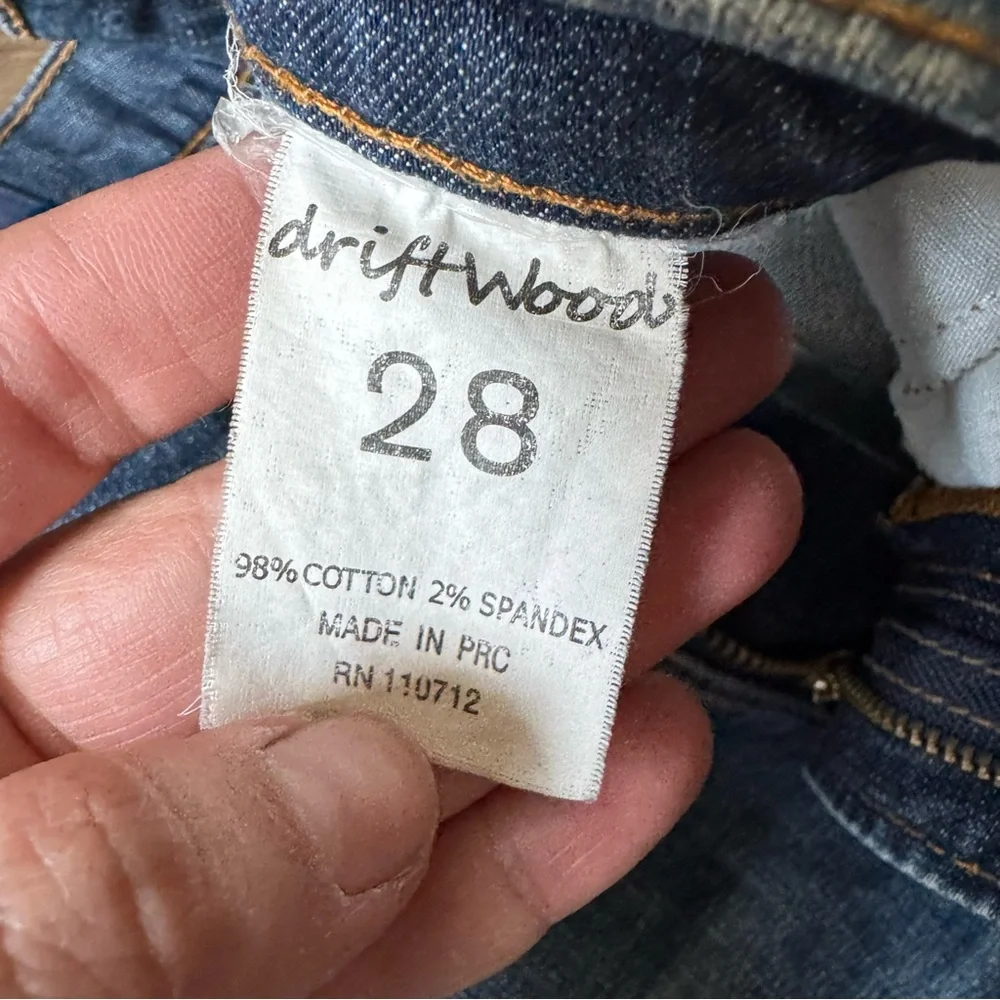 driftWood
28
98% COTTON 2% SPANDEX
MADE IN PRC
RN 110712